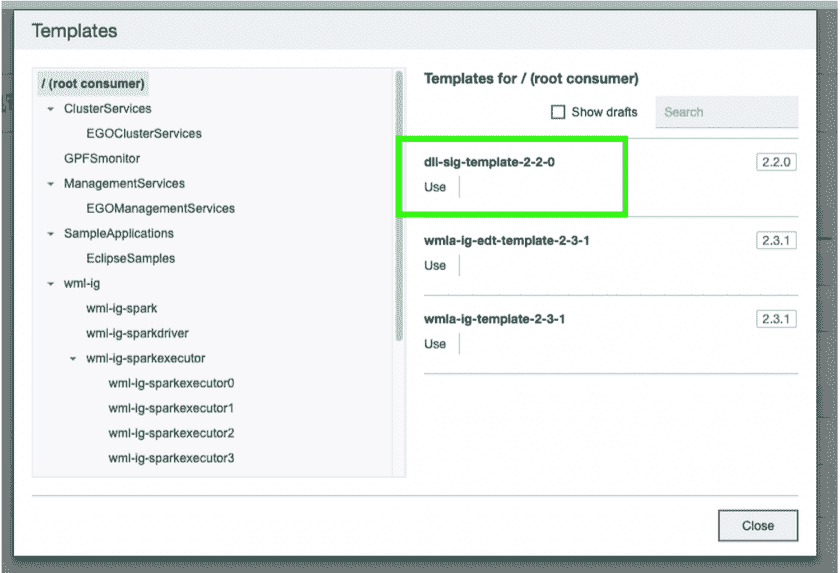 Templates
/ (root consumer)
ClusterServices
EGOClusterServices
GPFSmonitor
ManagementServices
EGOManagementServices
SampleApplications
EclipseSamples
wml-ig
wml-ig-spark
wml-ig-sparkdriver
wml-ig-sparkexecutor
wml-ig-sparkexecutor0
wml-ig-sparkexecutor1
wml-ig-sparkexecutor2
wml-ig-sparkexecutor3
Templates for / (root consumer)
Show drafts Search
dli-sig-template-2-2-0 2.2.0
Use
wmla-ig-edt-template-2-3-1 2.3.1
Use
wmla-ig-template-2-3-1 2.3.1
Use
Close